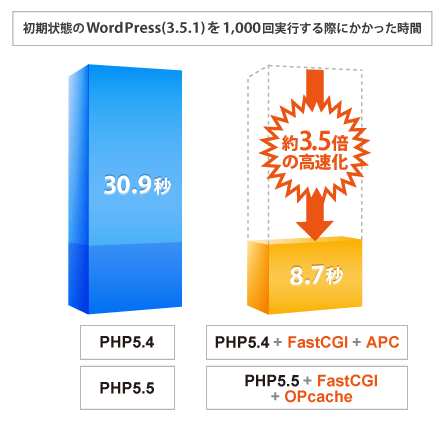 初期状態のWordPress(3.5.1)を1,000回実行する際にかかった時間
約3.5倍
の高速化
30.9秒
8.7秒
PHP5.4
PHP5.4 + FastCGI + APC
PHP5.5
PHP5.5 + FastCGI
+ OPcache